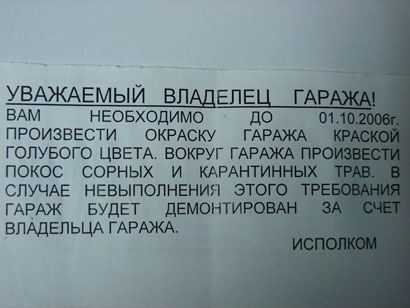 УВАЖАЕМЫЙ ВЛАДЕЛЕЦ ГАРАЖА!
ВАМ НЕОБХОДИМО ДО 01.10.2006г.
ПРОИЗВЕСТИ ОКРАСКУ ГАРАЖА КРАСКОЙ
ГОЛУБОГО ЦВЕТА. ВОКРУГ ГАРАЖА ПРОИЗВЕСТИ
ПОКОС СОРНЫХ И КАРАНТИННЫХ ТРАВ. В
СЛУЧАЕ НЕВЫПОЛНЕНИЯ ЭТОГО ТРЕБОВАНИЯ
ГАРАЖ БУДЕТ ДЕМОНТИРОВАН ЗА СЧЕТ
ВЛАДЕЛЬЦА ГАРАЖА.
ИСПОЛКОМ